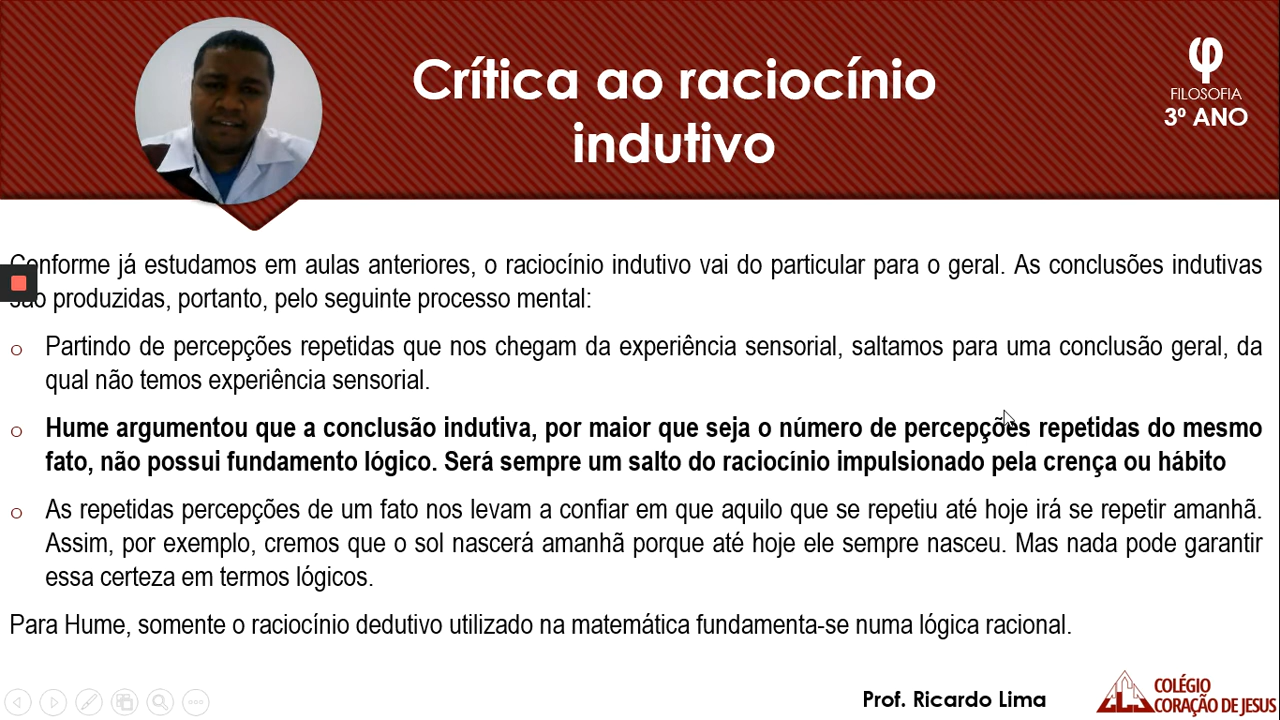 Crítica ao raciocínio
indutivo
φ
FILOSOFIA
3º ANO
Conforme já estudamos em aulas anteriores, o raciocínio indutivo vai do particular para o geral. As conclusões indutivas
são produzidas, portanto, pelo seguinte processo mental:
Partindo de percepções repetidas que nos chegam da experiência sensorial, saltamos para uma conclusão geral, da
qual não temos experiência sensorial.
Hume argumentou que a conclusão indutiva, por maior que seja o número de percepções repetidas do mesmo
fato, não possui fundamento lógico. Será sempre um salto do raciocínio impulsionado pela crença ou hábito
As repetidas percepções de um fato nos levam a confiar em que aquilo que se repetiu até hoje irá se repetir amanhã.
Assim, por exemplo, cremos que o sol nascerá amanhã porque até hoje ele sempre nasceu. Mas nada pode garantir
essa certeza em termos lógicos.
Para Hume, somente o raciocínio dedutivo utilizado na matemática fundamenta-se numa lógica racional.
Prof. Ricardo Lima
COLÉGIO
CORAÇÃO DE JESUS